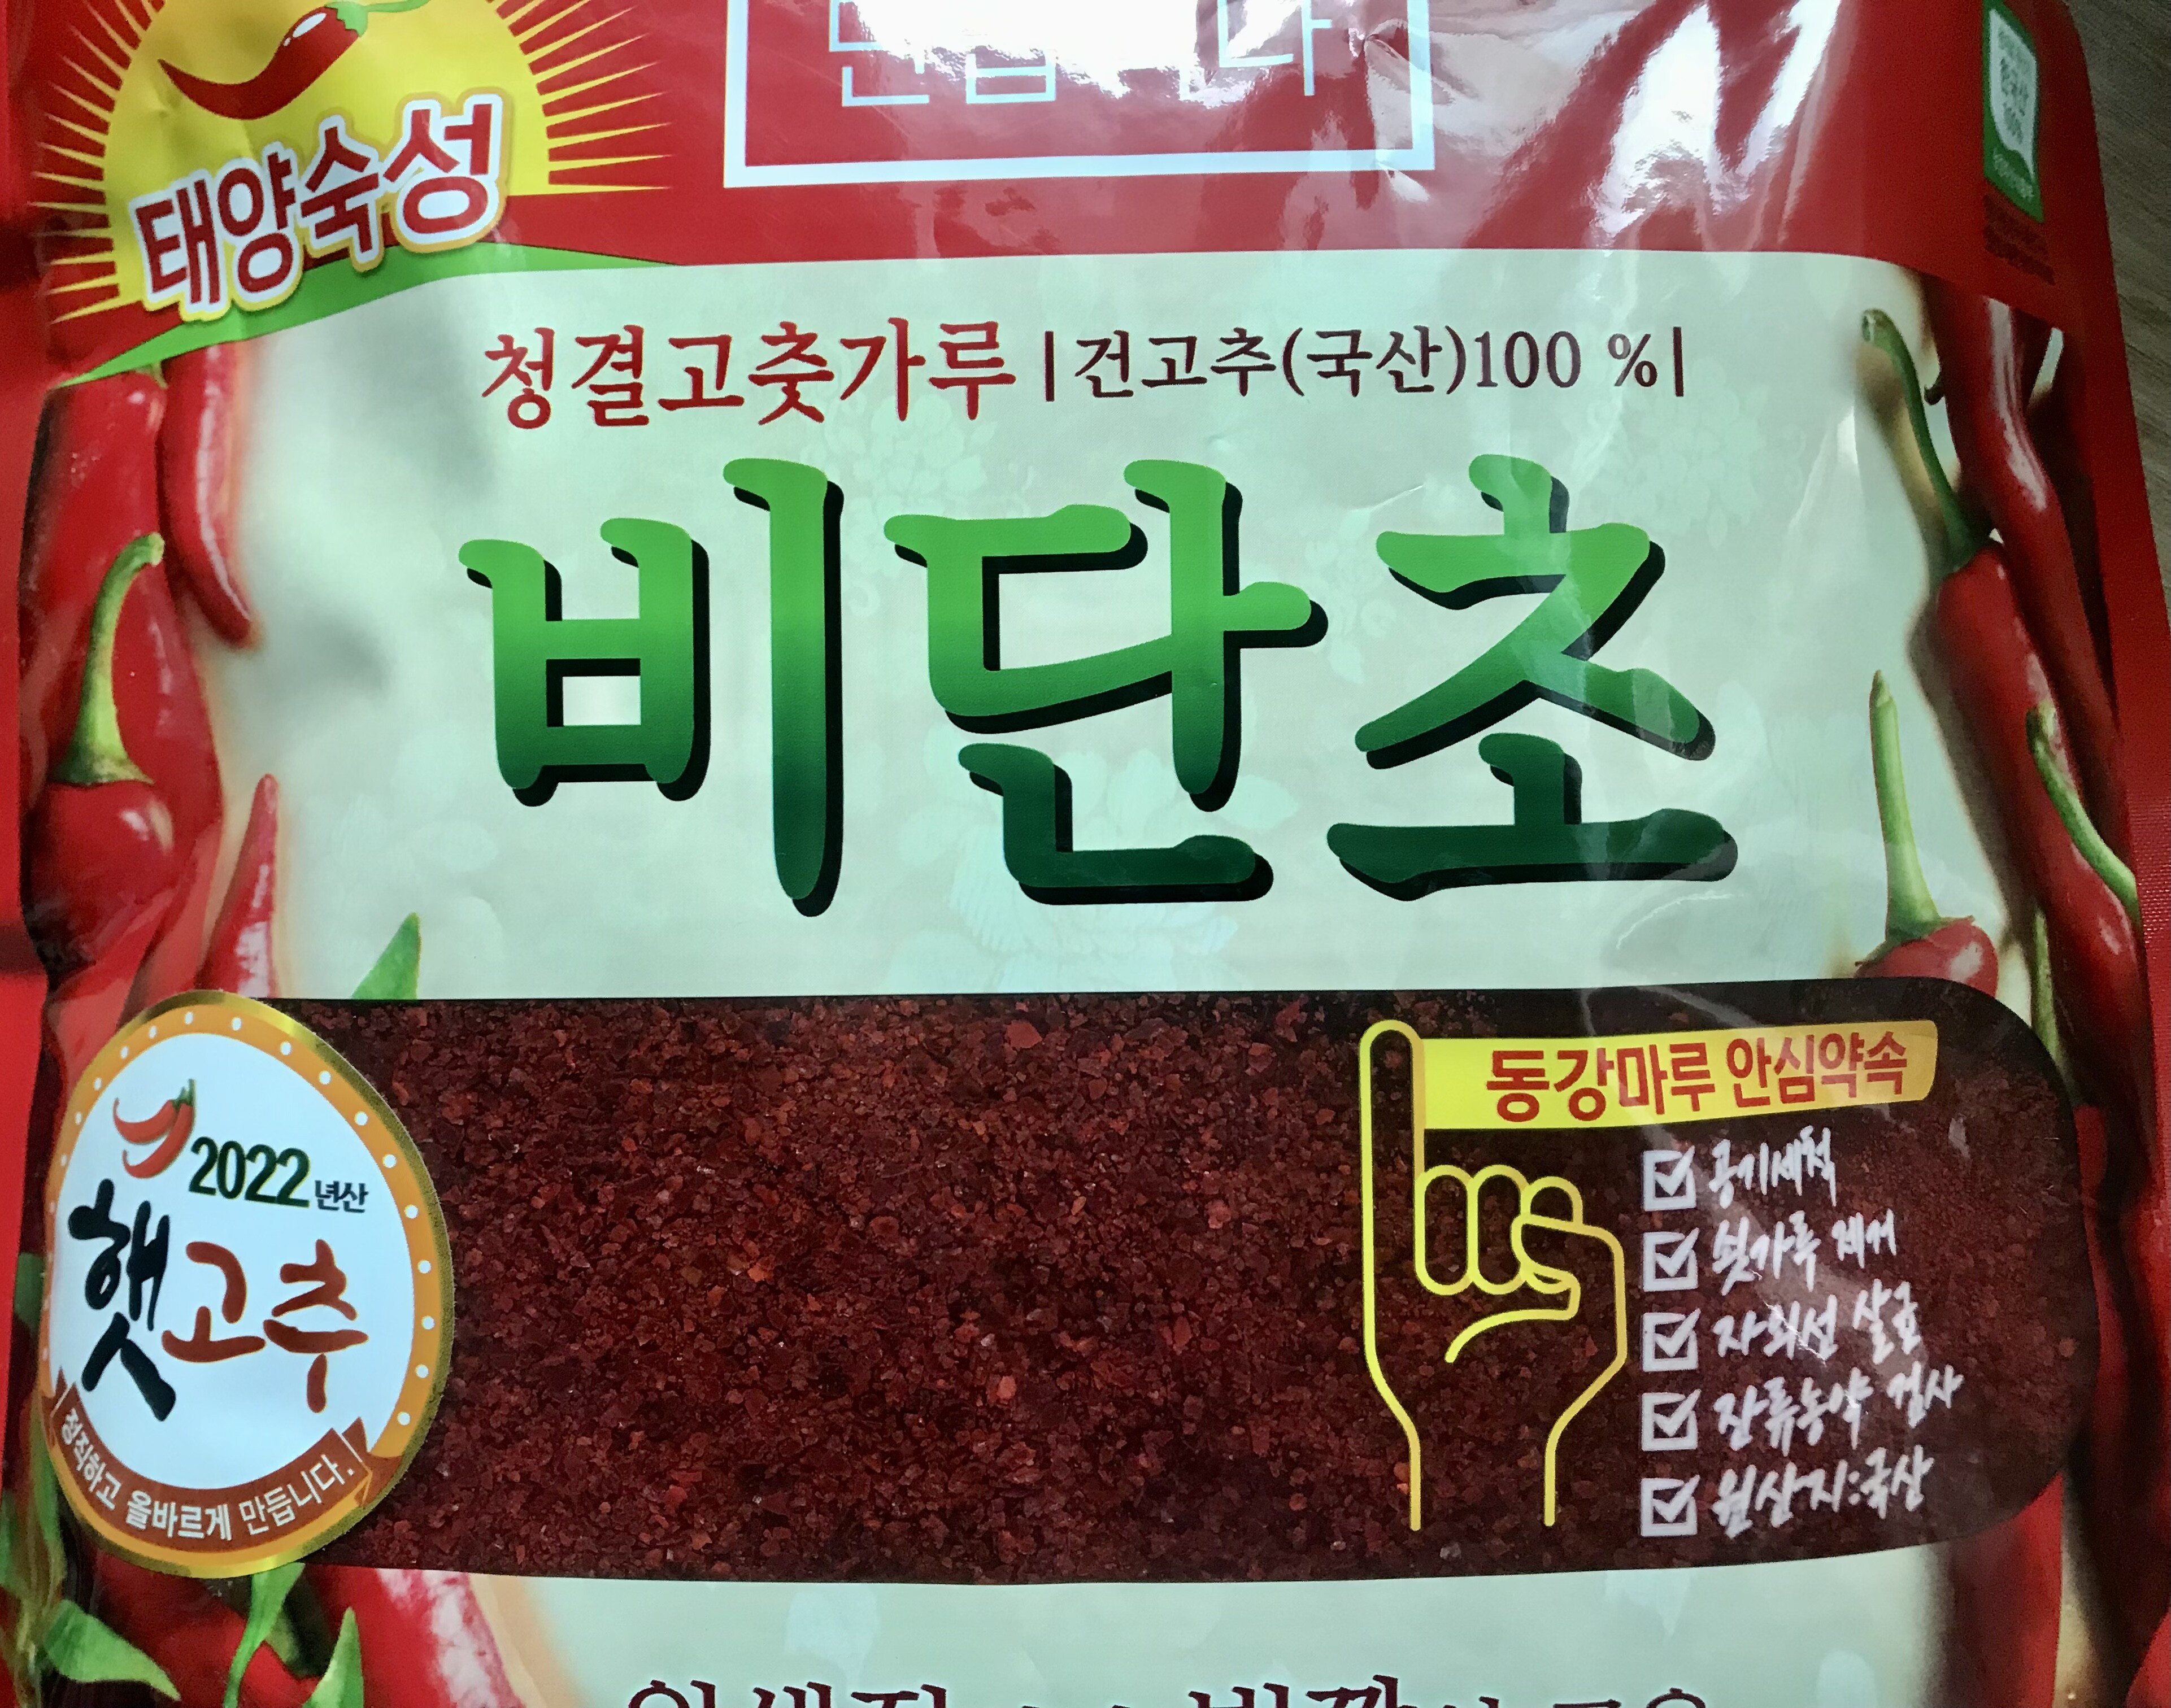 태양숙성
청결고춧가루 |건고추(국산)100 %|
비단초
동강마루 안심약속
공기세척
쇳가루 제거
자외선 살균
잔류농약 검사
원산지:국산
2022년산
햇고추
정직하고 올바르게 만듭니다.